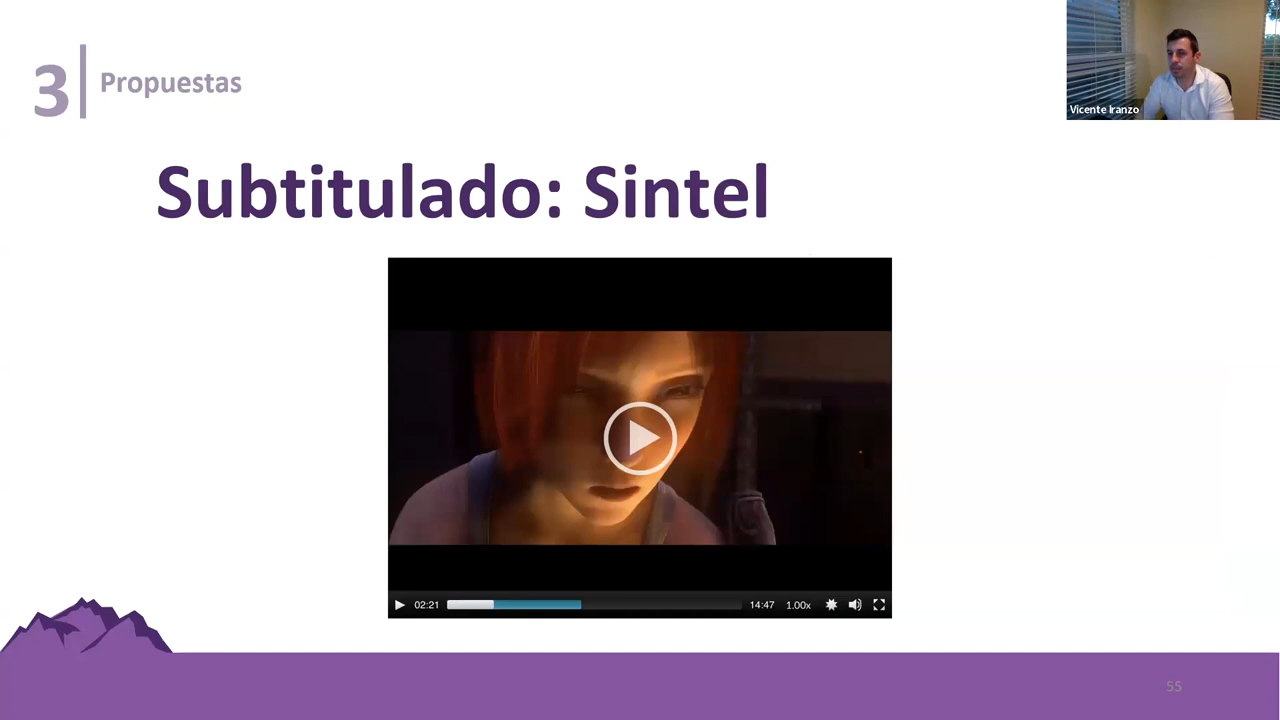 3
Propuestas
Vicente Iranzo
Subtitulado: Sintel
02:21
14:47
1.00x
55